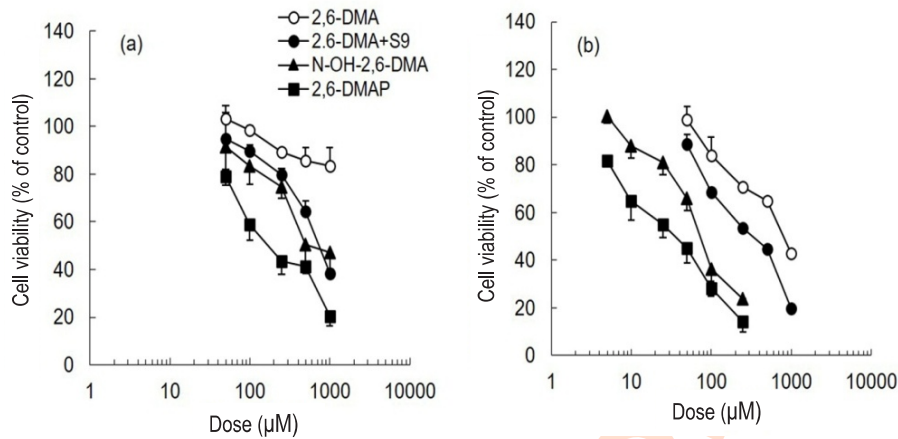 (a)
2,6-DMA
2.6-DMA+S9
N-OH-2,6-DMA
2,6-DMAP
Cell viability (% of control)
140
120
100
80
60
40
20
0
1 10 100 1000 10000
Dose (µM)
(b)
Cell viability (% of control)
140
120
100
80
60
40
20
0
1 10 100 1000 10000
Dose (µM)